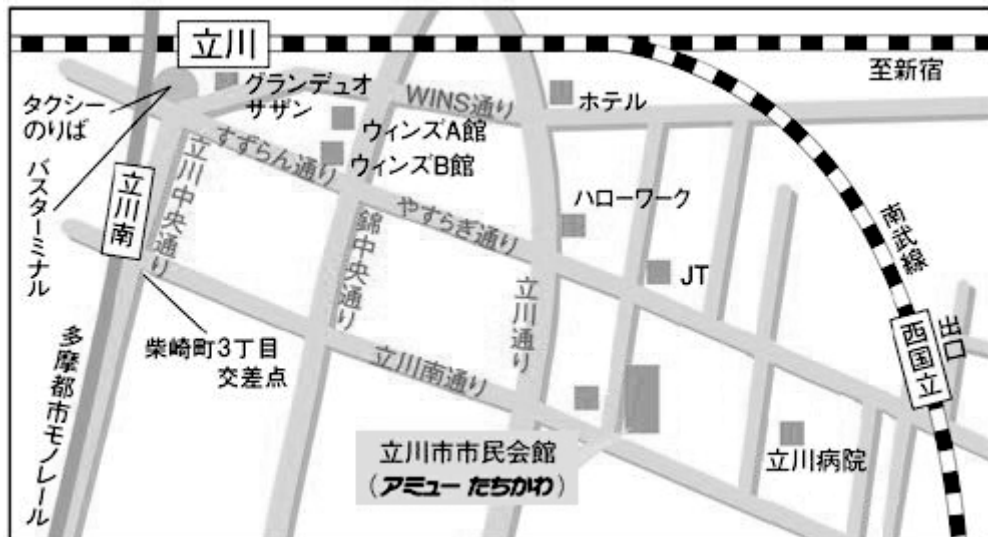 立川
至新宿
タクシー
のりば
グランデュオ
サザン
WINS通り
ホテル
ウィンズA館
ウィンズB館
すずらん通り
バスターミナル
立川南
立川中央通り
錦中央通り
やすらぎ通り
ハローワーク
南武線
JT
立川通り
西国立
出口
柴崎町3丁目
交差点
立川南通り
多摩都市モノレール
立川市市民会館
(アミューたちかわ)
立川病院